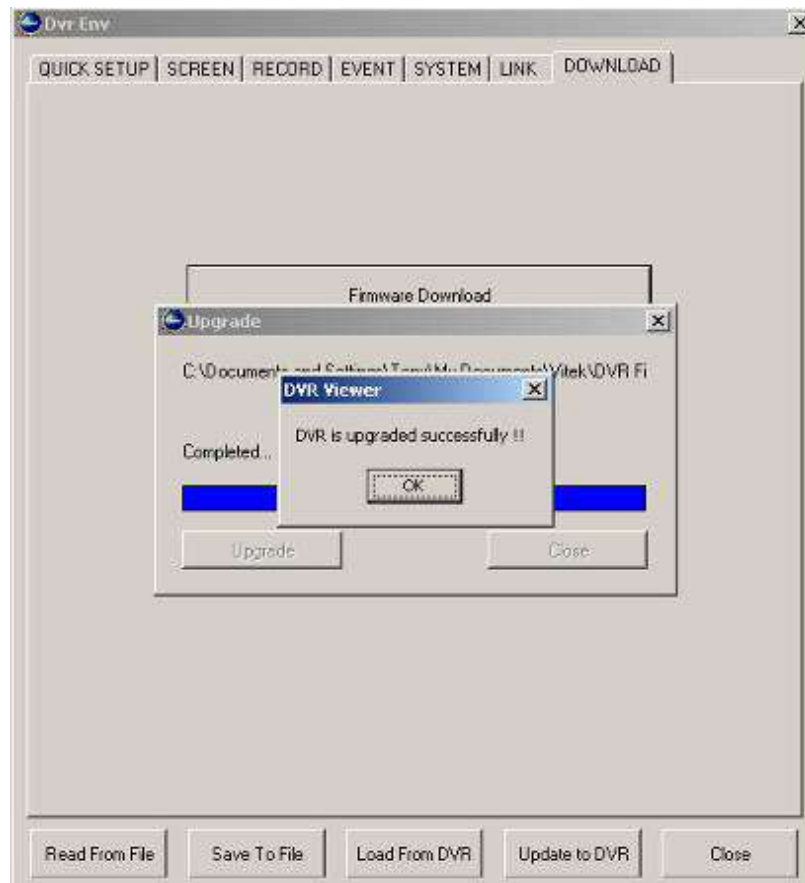 Dvr Env
QUICK SETUP SCREEN RECORD EVENT SYSTEM LINK DOWNLOAD
Firmware Download
Upgrade
C:\Documents and \Vitek\DVR Fi
DVR Viewer
DVR is upgraded successfully !!
Completed...
OK
Upgrade Close
Read From File Save To File Load From DVR Update to DVR Close